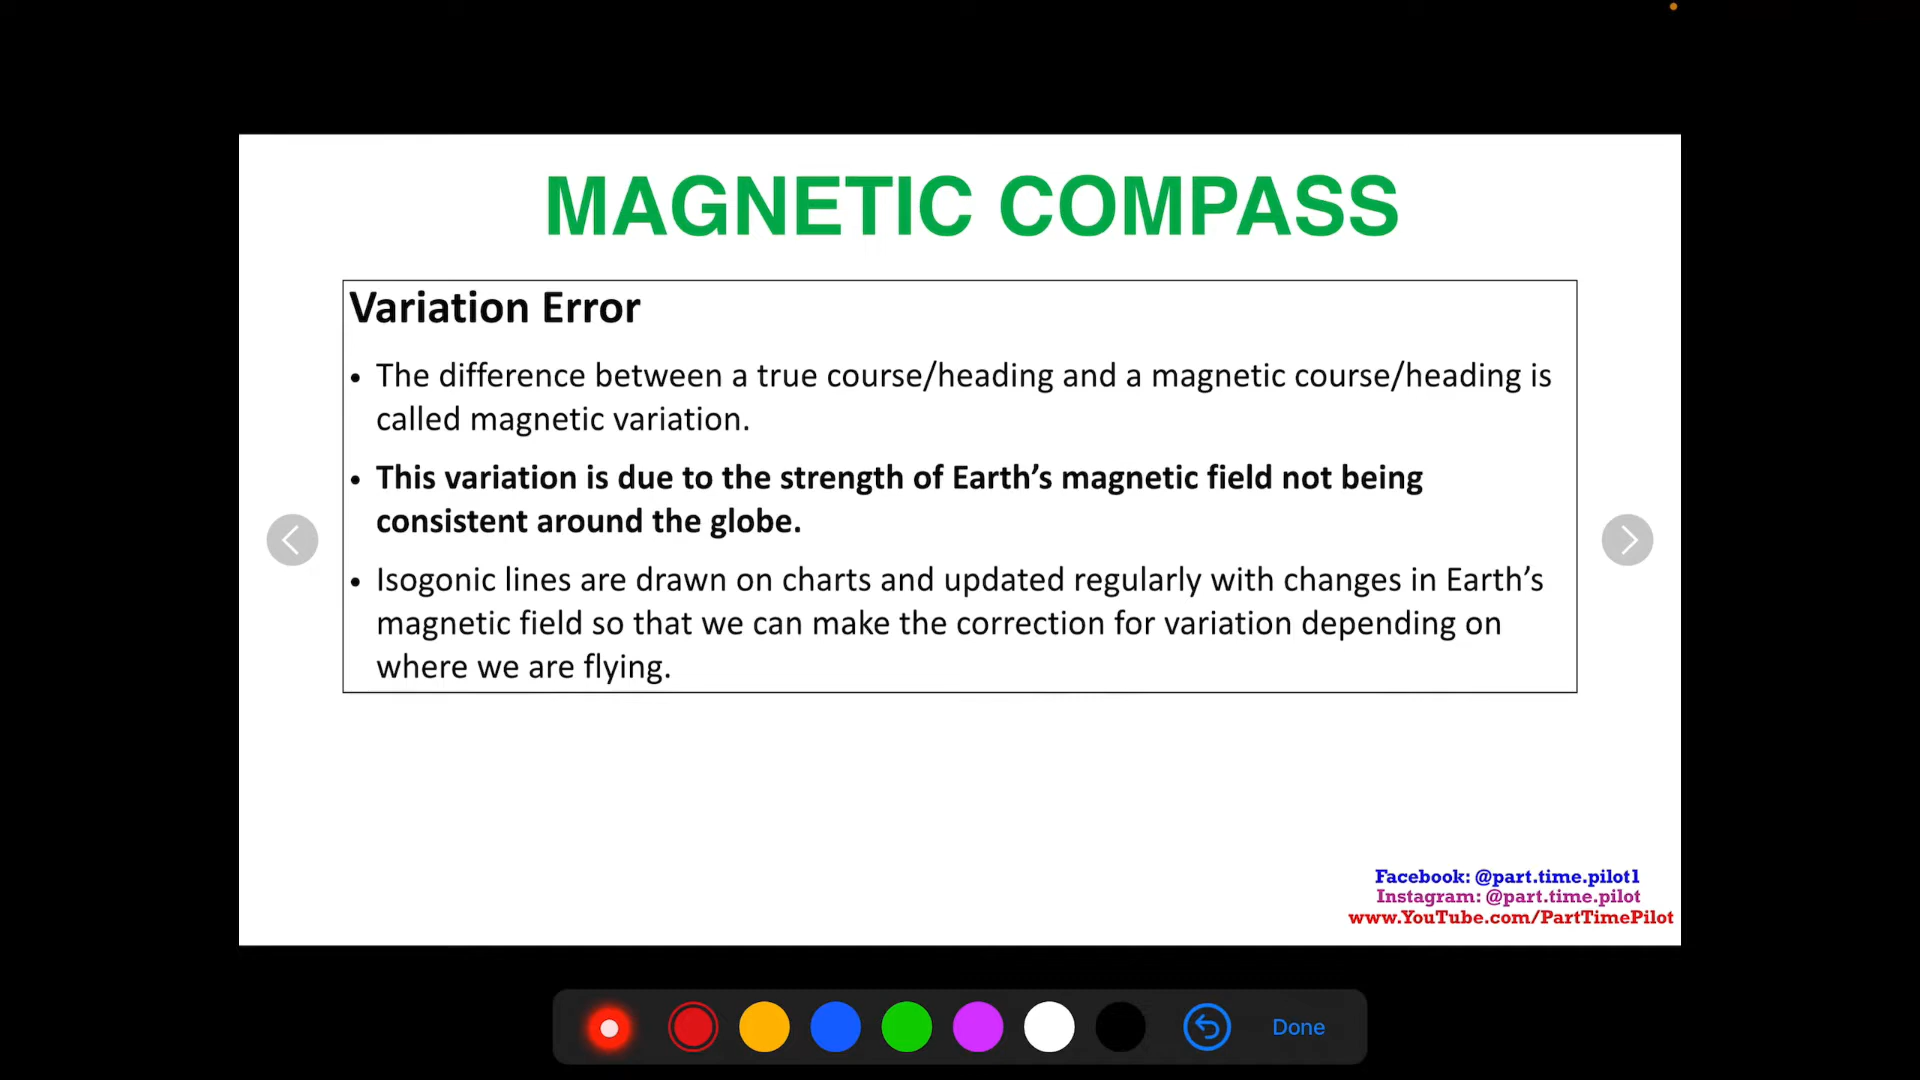 MAGNETIC COMPASS
Variation Error
• The difference between a true course/heading and a magnetic course/heading is
called magnetic variation.
• This variation is due to the strength of Earth’s magnetic field not being
consistent around the globe.
• Isogonic lines are drawn on charts and updated regularly with changes in Earth’s
magnetic field so that we can make the correction for variation depending on
where we are flying.
Facebook: @part.time.pilot1
Instagram: @part.time.pilot
www.YouTube.com/PartTimePilot
Done